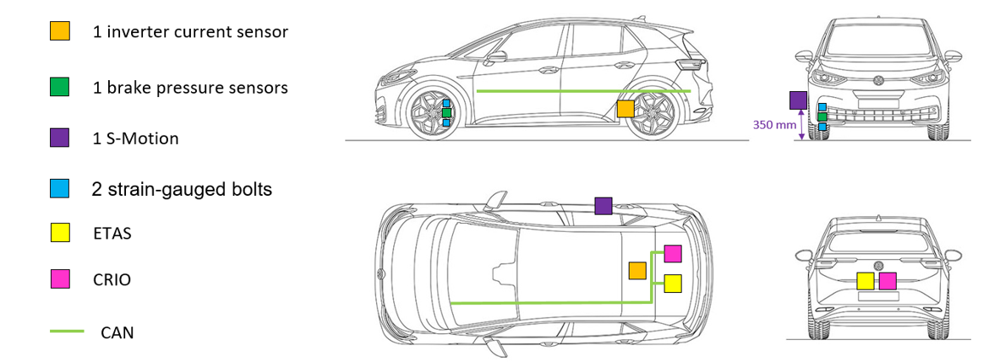 1 inverter current sensor
1 brake pressure sensors
1 S-Motion
2 strain-gauged bolts
ETAS
CRIO
CAN
350 mm